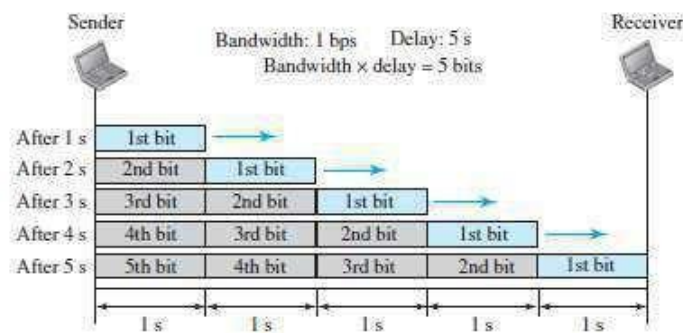 Sender Receiver
Bandwidth: 1 bps Delay: 5 s
Bandwidth × delay = 5 bits
After 1 s 1st bit
After 2 s 2nd bit 1st bit
After 3 s 3rd bit 2nd bit 1st bit
After 4 s 4th bit 3rd bit 2nd bit 1st bit
After 5 s 5th bit 4th bit 3rd bit 2nd bit 1st bit
1 s 1 s 1 s 1 s 1 s